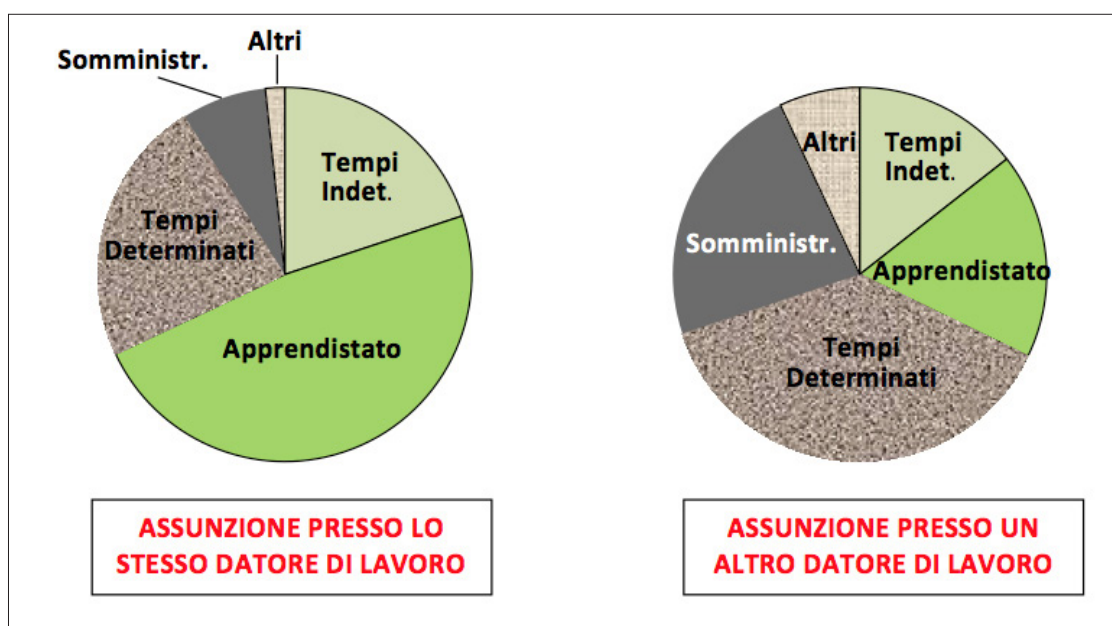 Altri
Somministr.
Tempi
Indet.
Tempi
Determinati
Apprendistato
ASSUNZIONE PRESSO LO
STESSO DATORE DI LAVORO
Altri
Tempi
Indet.
Somministr.
Apprendistato
Tempi
Determinati
ASSUNZIONE PRESSO UN
ALTRO DATORE DI LAVORO